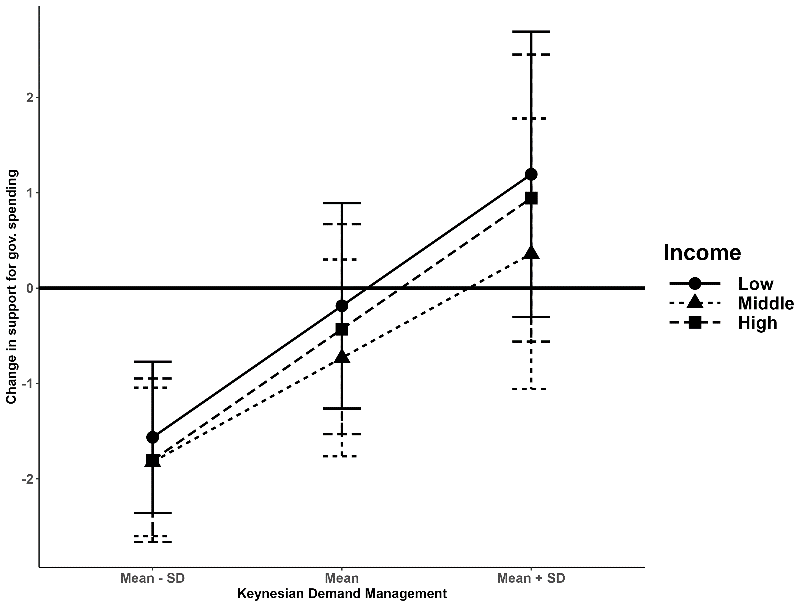 Change in support for gov. spending
2
1
0
-1
-2
Mean - SD
Mean
Mean + SD
Keynesian Demand Management
Income
Low
Middle
High